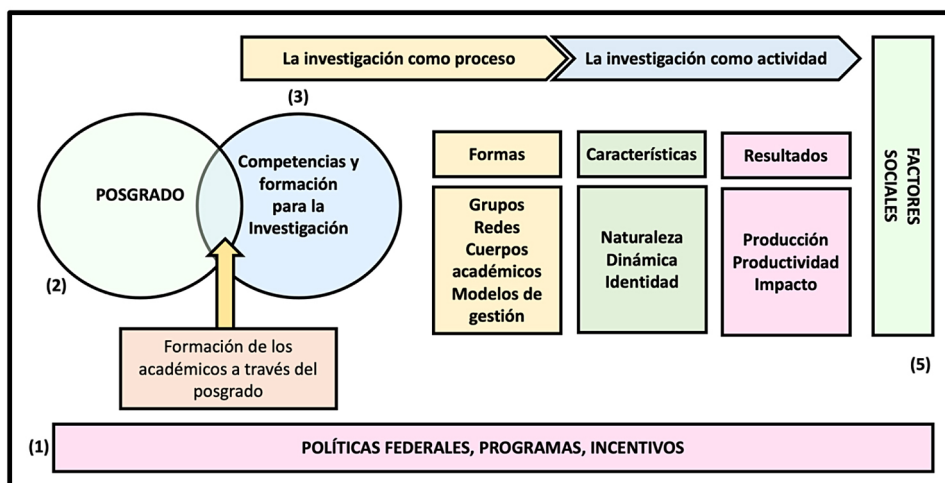 La investigación como proceso
La investigación como actividad
(3)
POSGRADO
Competencias y
formación
para la
Investigación
(2)
Formación de los
académicos a través del
posgrado
Formas
Características
Resultados
Grupos
Redes
Cuerpos
académicos
Modelos de
gestión
Naturaleza
Dinámica
Identidad
Producción
Productividad
Impacto
FACTORES
SOCIALES
(5)
(1)
POLÍTICAS FEDERALES, PROGRAMAS, INCENTIVOS